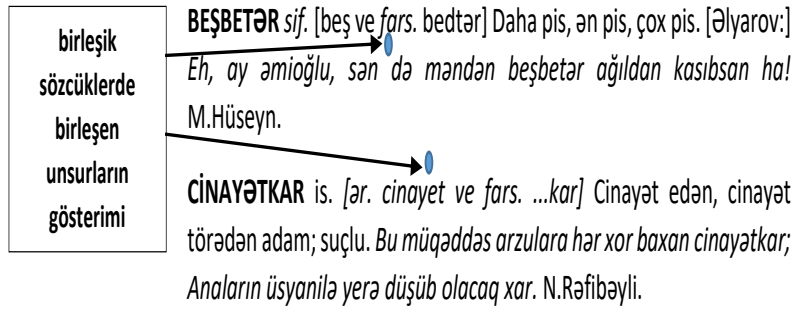 birleşik
sözcüklerde
birleşen
unsurların
gösterimi
BEŞBETƏR sif. [beş ve fars. bedtər] Daha pis, ən pis, çox pis. [Əlyarov:]
Eh, ay əmioğlu, sən də məndən beşbetər ağıldan kasıbsan ha!
M.Hüseyn.
CİNAYƏTKAR is. [ər. cinayet ve fars. ...kar] Cinayət edən, cinayət
törədən adam; suçlu. Bu müqəddəs arzulara hər xor baxan cinayətkar;
Anaların üsyanilə yerə düşüb olacaq xar. N.Rəfibəyli.